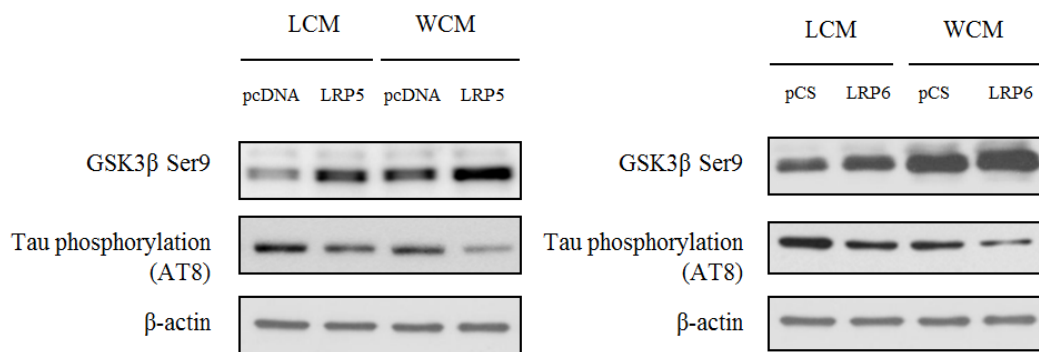 LCM WCM
pcDNA LRP5 pcDNA LRP5
GSK3β Ser9
Tau phosphorylation
(AT8)
β-actin
LCM WCM
pCS LRP6 pCS LRP6
GSK3β Ser9
Tau phosphorylation
(AT8)
β-actin